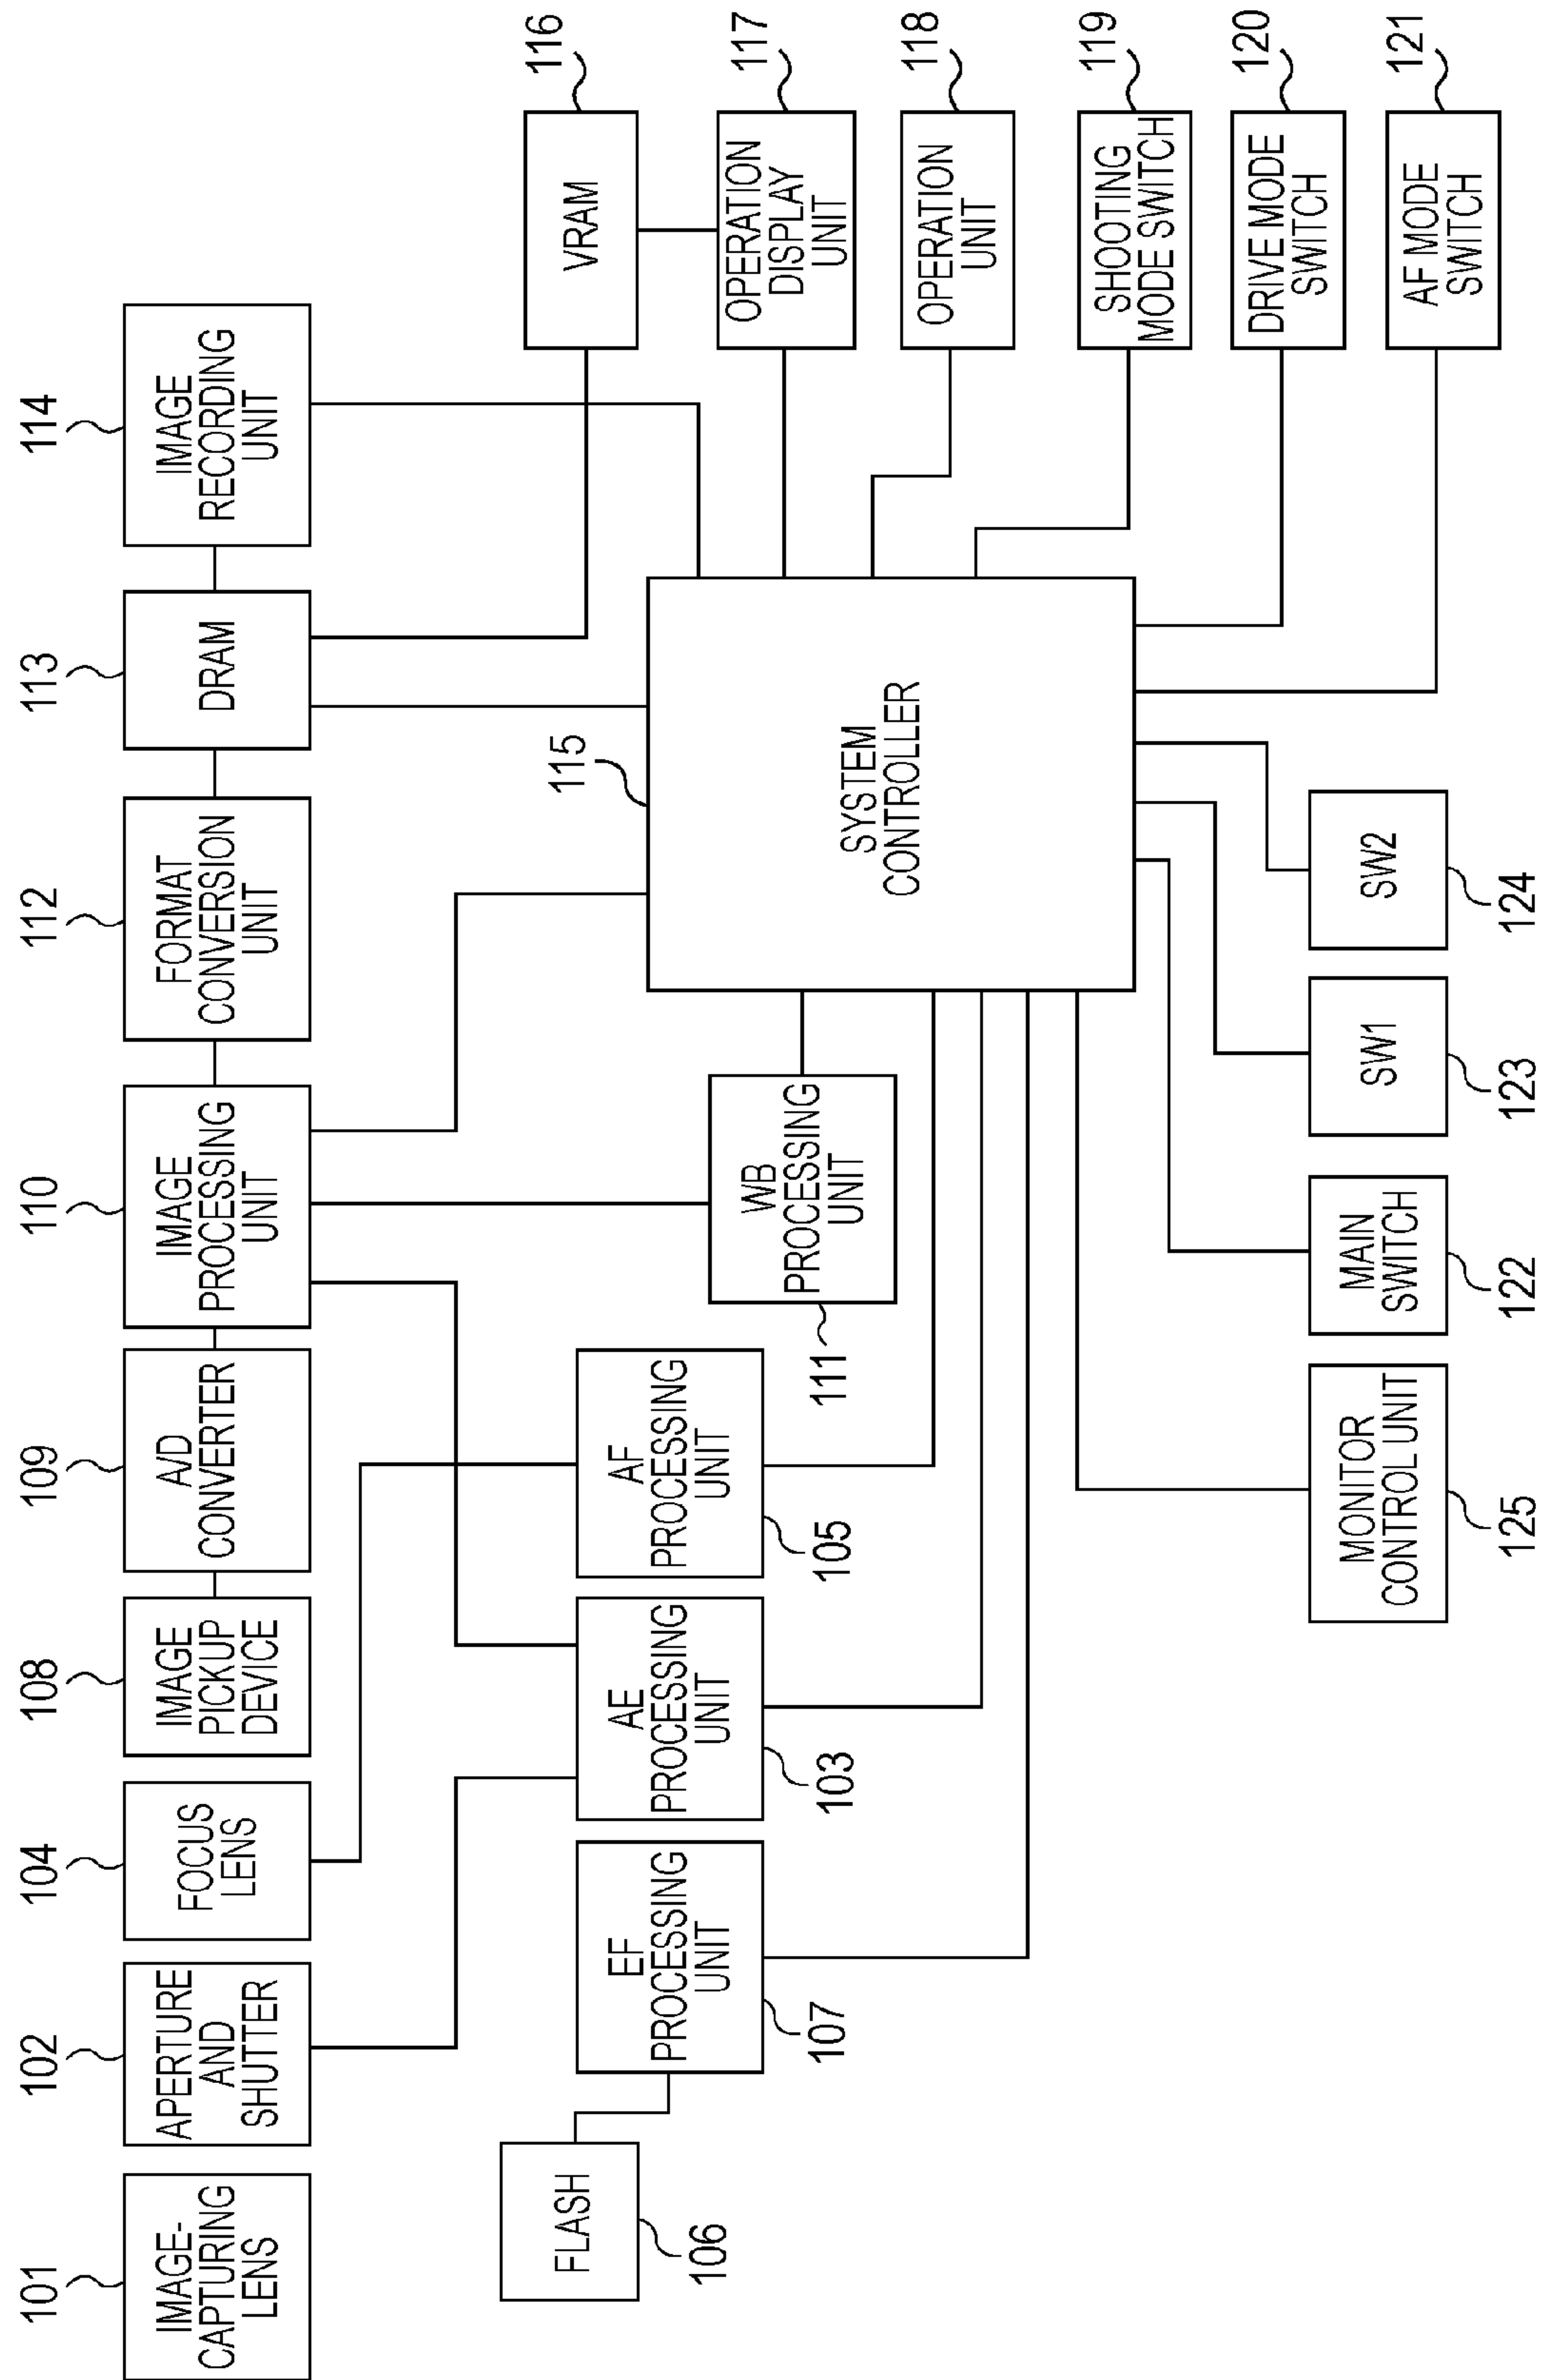 101
102
104
108
109
110
112
113
114
IMAGE-
CAPTURING
LENS
APERTURE
AND
SHUTTER
FOCUS
LENS
IMAGE
PICKUP
DEVICE
A/D
CONVERTER
IMAGE
PROCESSING
UNIT
FORMAT
CONVERSION
UNIT
DRAM
IMAGE
RECORDING
UNIT
FLASH
106
EF
PROCESSING
UNIT
107
AE
PROCESSING
UNIT
103
AF
PROCESSING
UNIT
105
WB
PROCESSING
UNIT
111
115
SYSTEM
CONTROLLER
VRAM
116
OPERATION
DISPLAY
UNIT
117
OPERATION
UNIT
118
SHOOTING
MODE SWITCH
119
DRIVE MODE
SWITCH
120
AF MODE
SWITCH
121
MONITOR
CONTROL UNIT
125
MAIN
SWITCH
122
SW1
123
SW2
124